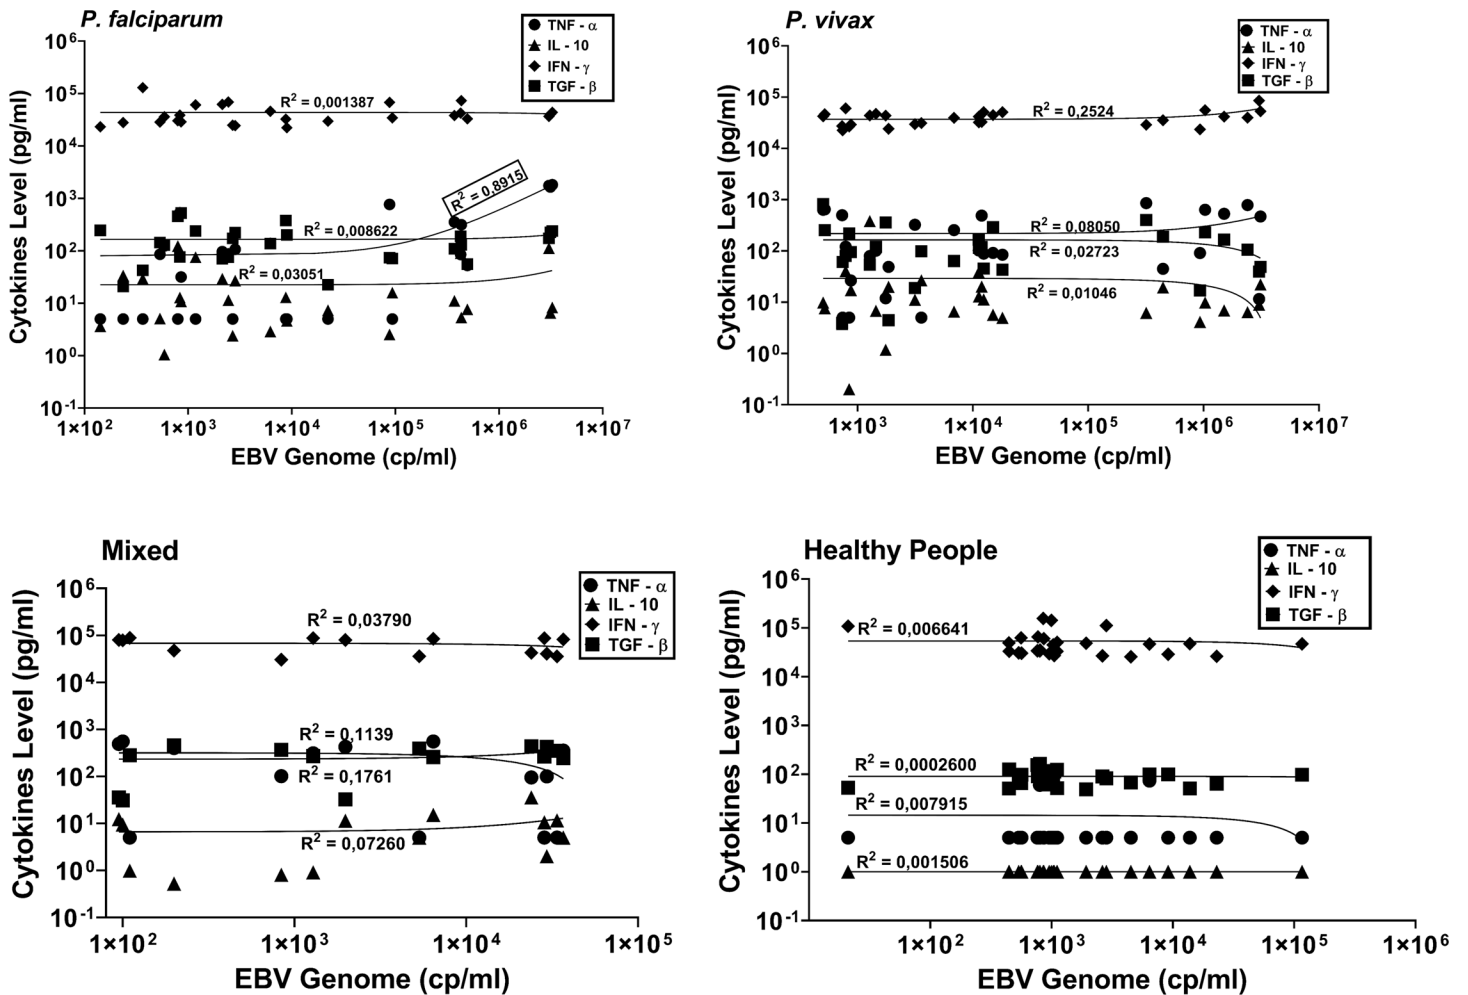 P. falciparum
TNF - α
IL - 10
IFN - γ
TGF - β
Cytokines Level (pg/ml)
10⁶
10⁵
10⁴
10³
10²
10¹
10⁰
10⁻¹
R² = 0,001387
R² = 0,8915
R² = 0,008622
R² = 0,03051
1×10² 1×10³ 1×10⁴ 1×10⁵ 1×10⁶ 1×10⁷
EBV Genome (cp/ml)
P. vivax
TNF - α
IL - 10
IFN - γ
TGF - β
Cytokines Level (pg/ml)
10⁶
10⁵
10⁴
10³
10²
10¹
10⁰
10⁻¹
R² = 0,2524
R² = 0,08050
R² = 0,02723
R² = 0,01046
1×10³ 1×10⁴ 1×10⁵ 1×10⁶ 1×10⁷
EBV Genome (cp/ml)
Mixed
TNF - α
IL - 10
IFN - γ
TGF - β
Cytokines Level (pg/ml)
10⁶
10⁵
10⁴
10³
10²
10¹
10⁰
10⁻¹
R² = 0,03790
R² = 0,1139
R² = 0,1761
R² = 0,07260
1×10² 1×10³ 1×10⁴ 1×10⁵
EBV Genome (cp/ml)
Healthy People
TNF - α
IL - 10
IFN - γ
TGF - β
Cytokines Level (pg/ml)
10⁶
10⁵
10⁴
10³
10²
10¹
10⁰
10⁻¹
R² = 0,006641
R² = 0,0002600
R² = 0,007915
R² = 0,001506
1×10² 1×10³ 1×10⁴ 1×10⁵ 1×10⁶
EBV Genome (cp/ml)